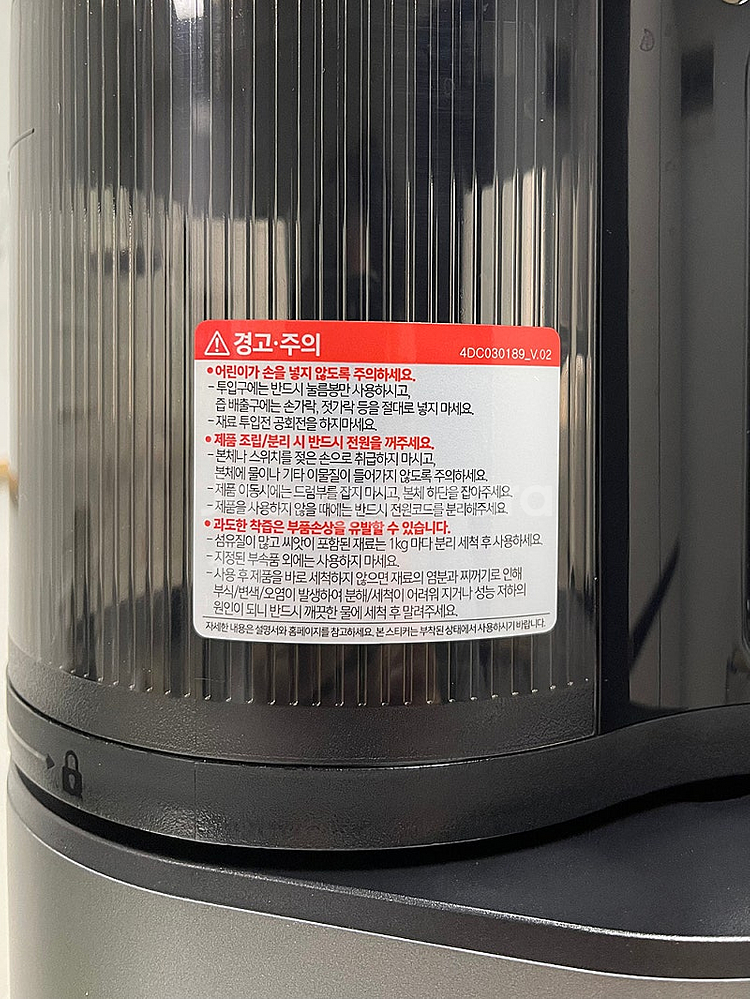 경고·주의
4DC030189_V.02
• 어린이가 손을 넣지 않도록 주의하세요.
- 투입구에는 반드시 눌름봉만 사용하시고,
즙 배출구에는 손가락, 젓가락 등을 절대로 넣지 마세요.
- 재료 투입전 공회전을 하지마세요.
• 제품 조립/분리 시 반드시 전원을 꺼주세요.
- 본체나 스위치를 젖은 손으로 취급하지 마시고,
본체에 물이나 기타 이물질이 들어가지 않도록 주의하세요.
- 제품 이동시에는 드럼부를 잡지 마시고, 본체 하단을 잡아주세요.
- 제품을 사용하지 않을 때에는 반드시 전원코드를 분리해주세요.
• 과도한 착즙은 부품손상을 유발할 수 있습니다.
- 섬유질이 많고 씨앗이 포함된 재료는 1kg 마다 분리 세척 후 사용하세요.
- 지정된 부속품 외에는 사용하지 마세요.
- 사용 후 제품을 바로 세척하지 않으면 재료의 염분과 찌꺼기로 인해
부식/변색/오염이 발생하여 분해/세척이 어려워 지거나 성능 저하의
원인이 되니 반드시 깨끗한 물에 세척 후 말려주세요.
자세한 내용은 설명서와 홈페이지를 참고하세요. 본 스티커는 부착된 상태에서 사용하시기 바랍니다.